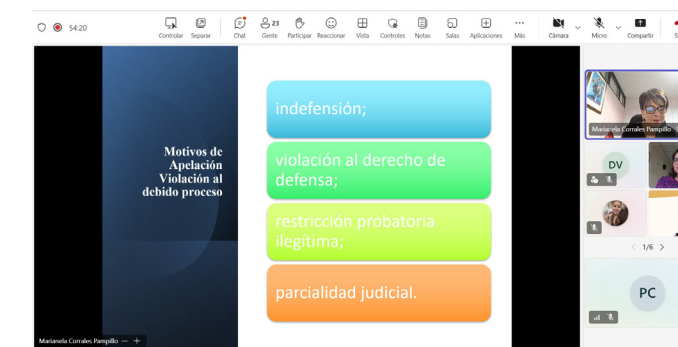 54:20
Controlar
Separar
Chat
23
Gente
Participar
Reaccionar
Vista
Controles
Notas
Salas
Aplicaciones
Más
Cámara
Micro
Compartir
Motivos de
Apelación
Violación al
debido proceso
indefensión;
violación al derecho de
defensa;
restricción probatoria
ilegítima;
parcialidad judicial.
Marianela Corrales Pampillo
Marianela Corrales Pampillo
DV
1/6
PC